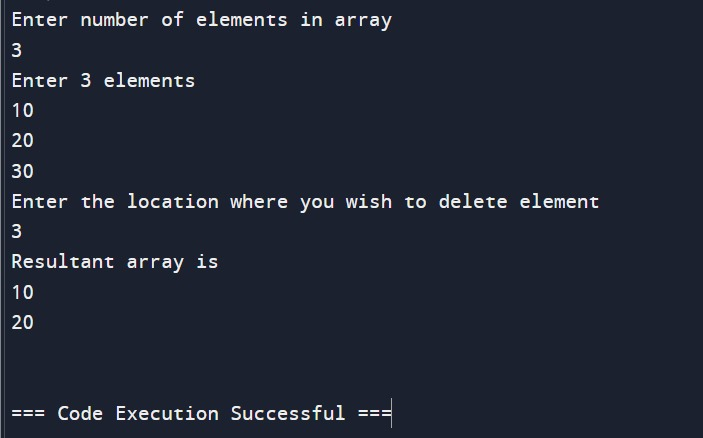 Enter number of elements in array
3
Enter 3 elements
10
20
30
Enter the location where you wish to delete element
3
Resultant array is
10
20
=== Code Execution Successful ===